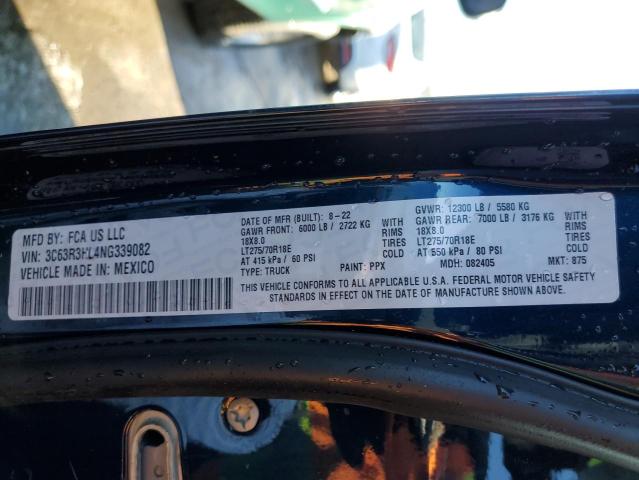 MFD BY: FCA US LLC
VIN: 3C63R3HL4NG339082
VEHICLE MADE IN: MEXICO
DATE OF MFR (BUILT): 8-22
GAWR FRONT: 6000 LB / 2722 KG WITH
18X8.0 RIMS
LT275/70R18E TIRES
AT 415 kPa / 60 PSI COLD
TYPE: TRUCK PAINT: PPX
GVWR: 12300 LB / 5580 KG
GAWR REAR: 7000 LB / 3176 KG WITH
18X8.0 RIMS
LT275/70R18E TIRES
AT 550 kPa / 80 PSI COLD
MDH: 082405 MKT: 875
THIS VEHICLE CONFORMS TO ALL APPLICABLE U.S.A. FEDERAL MOTOR VEHICLE SAFETY
STANDARDS IN EFFECT ON THE DATE OF MANUFACTURE SHOWN ABOVE.